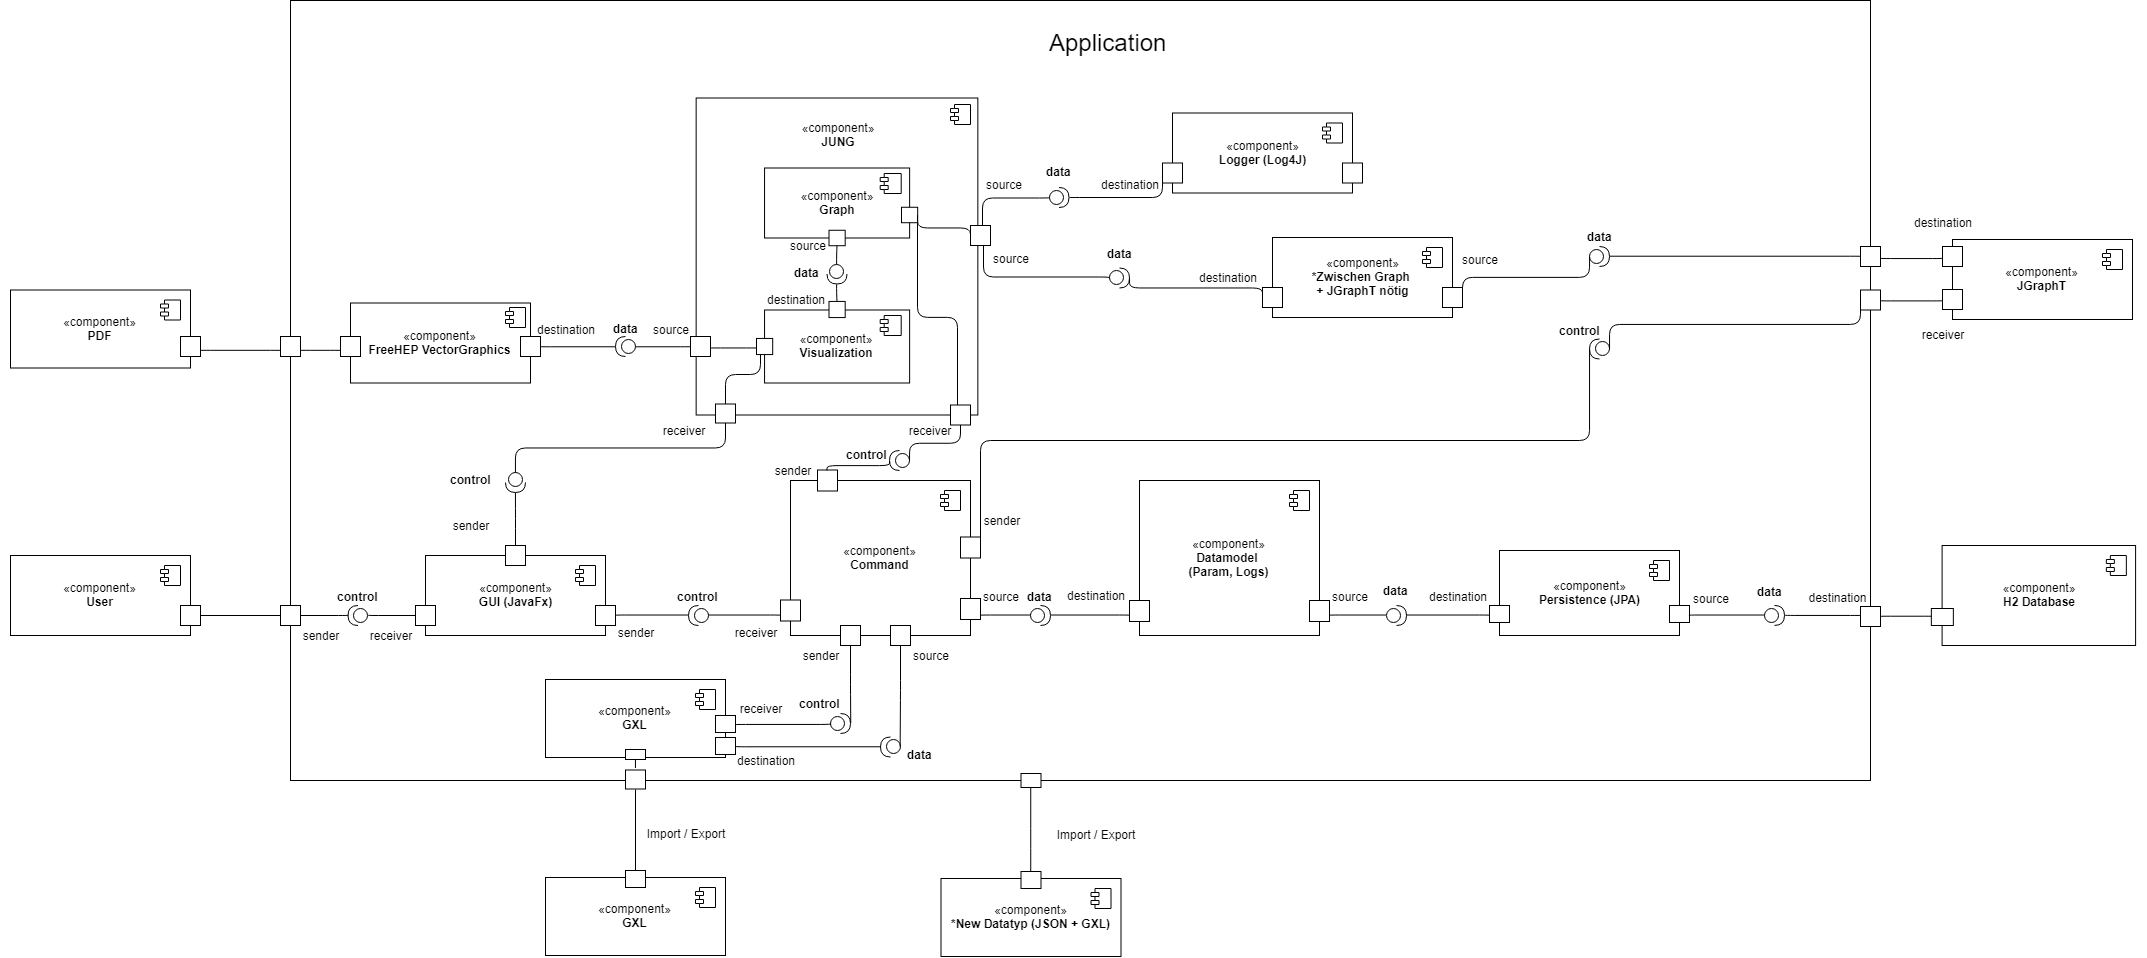 Application
«component»
JUNG
«component»
Graph
source
data
destination
«component»
Visualization
source
data
destination
«component»
Logger (Log4J)
source
data
destination
«component»
*Zwischen Graph
+ JGraphT nötig
source
data
destination
«component»
JGraphT
receiver
control
«component»
PDF
«component»
FreeHEP VectorGraphics
destination
data
source
receiver
control
sender
receiver
control
sender
«component»
User
sender
control
receiver
«component»
GUI (JavaFx)
sender
control
receiver
«component»
Command
sender
source
data
destination
«component»
Datamodel
(Param, Logs)
source
data
destination
«component»
Persistence (JPA)
source
data
destination
«component»
H2 Database
sender
source
«component»
GXL
receiver
control
destination
data
Import / Export
Import / Export
«component»
GXL
«component»
*New Datatyp (JSON + GXL)